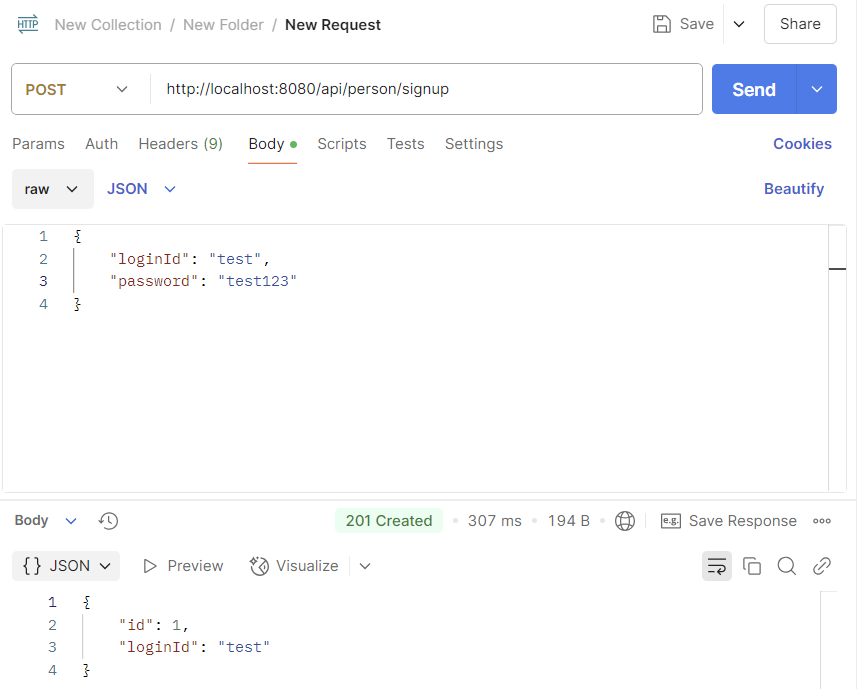 HTTP New Collection / New Folder / New Request Save Share
POST http://localhost:8080/api/person/signup Send
Params Auth Headers (9) Body Scripts Tests Settings Cookies
raw JSON Beautify
1 {
2 "loginId": "test",
3 "password": "test123"
4 }
Body 201 Created 307 ms 194 B e.g. Save Response
{} JSON Preview Visualize
1 {
2 "id": 1,
3 "loginId": "test"
4 }